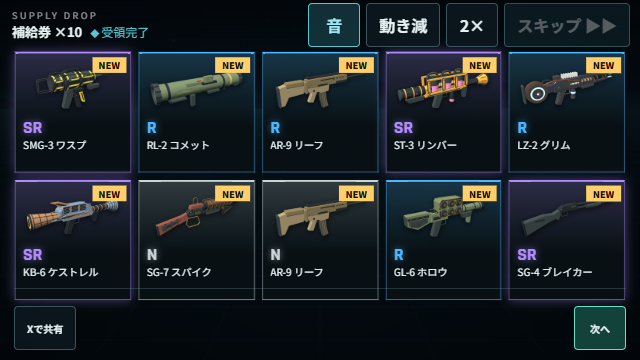 SUPPLY DROP
補給券 ×10 ◆受領完了
音
動き減
2×
スキップ ▶▶
NEW
SR
SMG-3 ワスプ
NEW
R
RL-2 コメット
NEW
R
AR-9 リーフ
NEW
SR
ST-3 リンバー
NEW
R
LZ-2 グリム
NEW
SR
KB-6 ケストレル
NEW
N
SG-7 スパイク
NEW
N
AR-9 リーフ
NEW
R
GL-6 ホロウ
NEW
SR
SG-4 ブレイカー
Xで共有
次へ